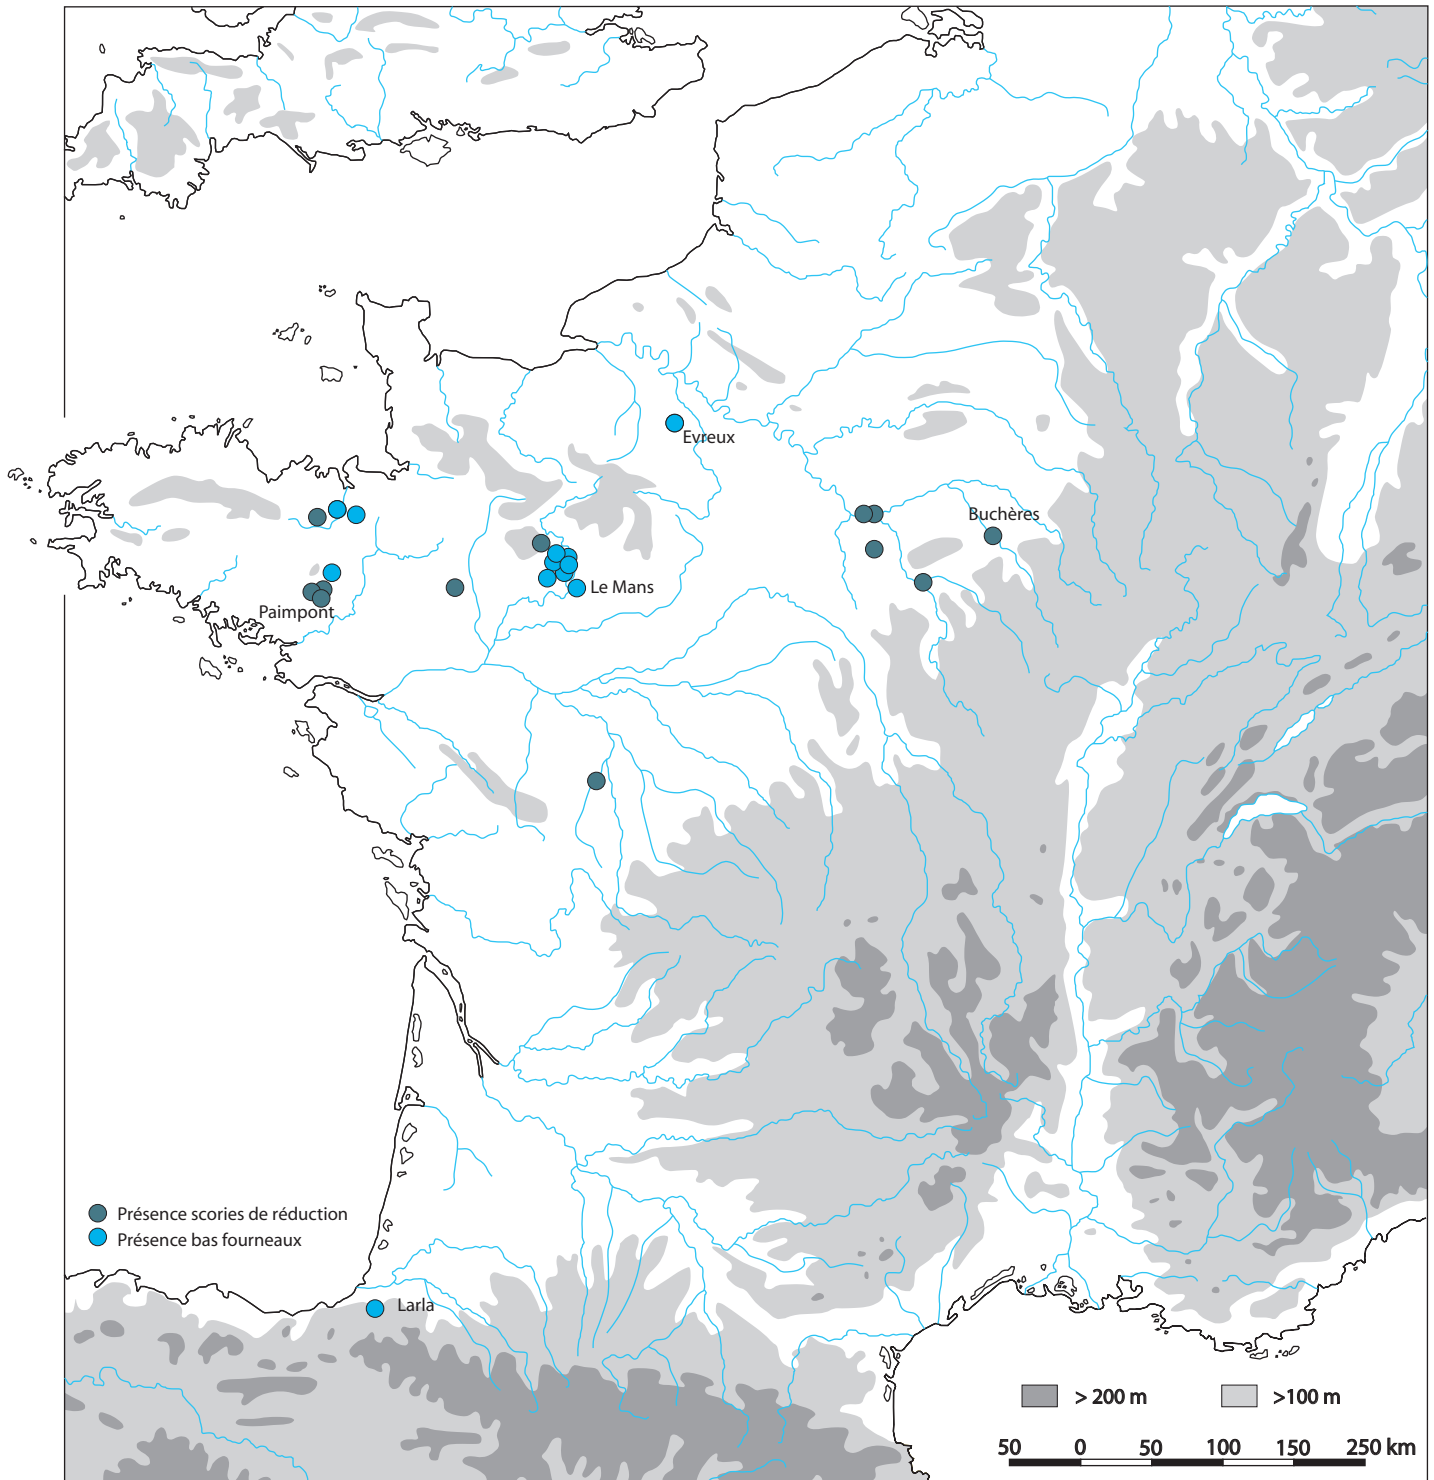 Evreux
Buchères
Le Mans
Paimpont
Présence scories de réduction
Présence bas fourneaux
Larla
> 200 m >100 m
50 0 50 100 150 250 km